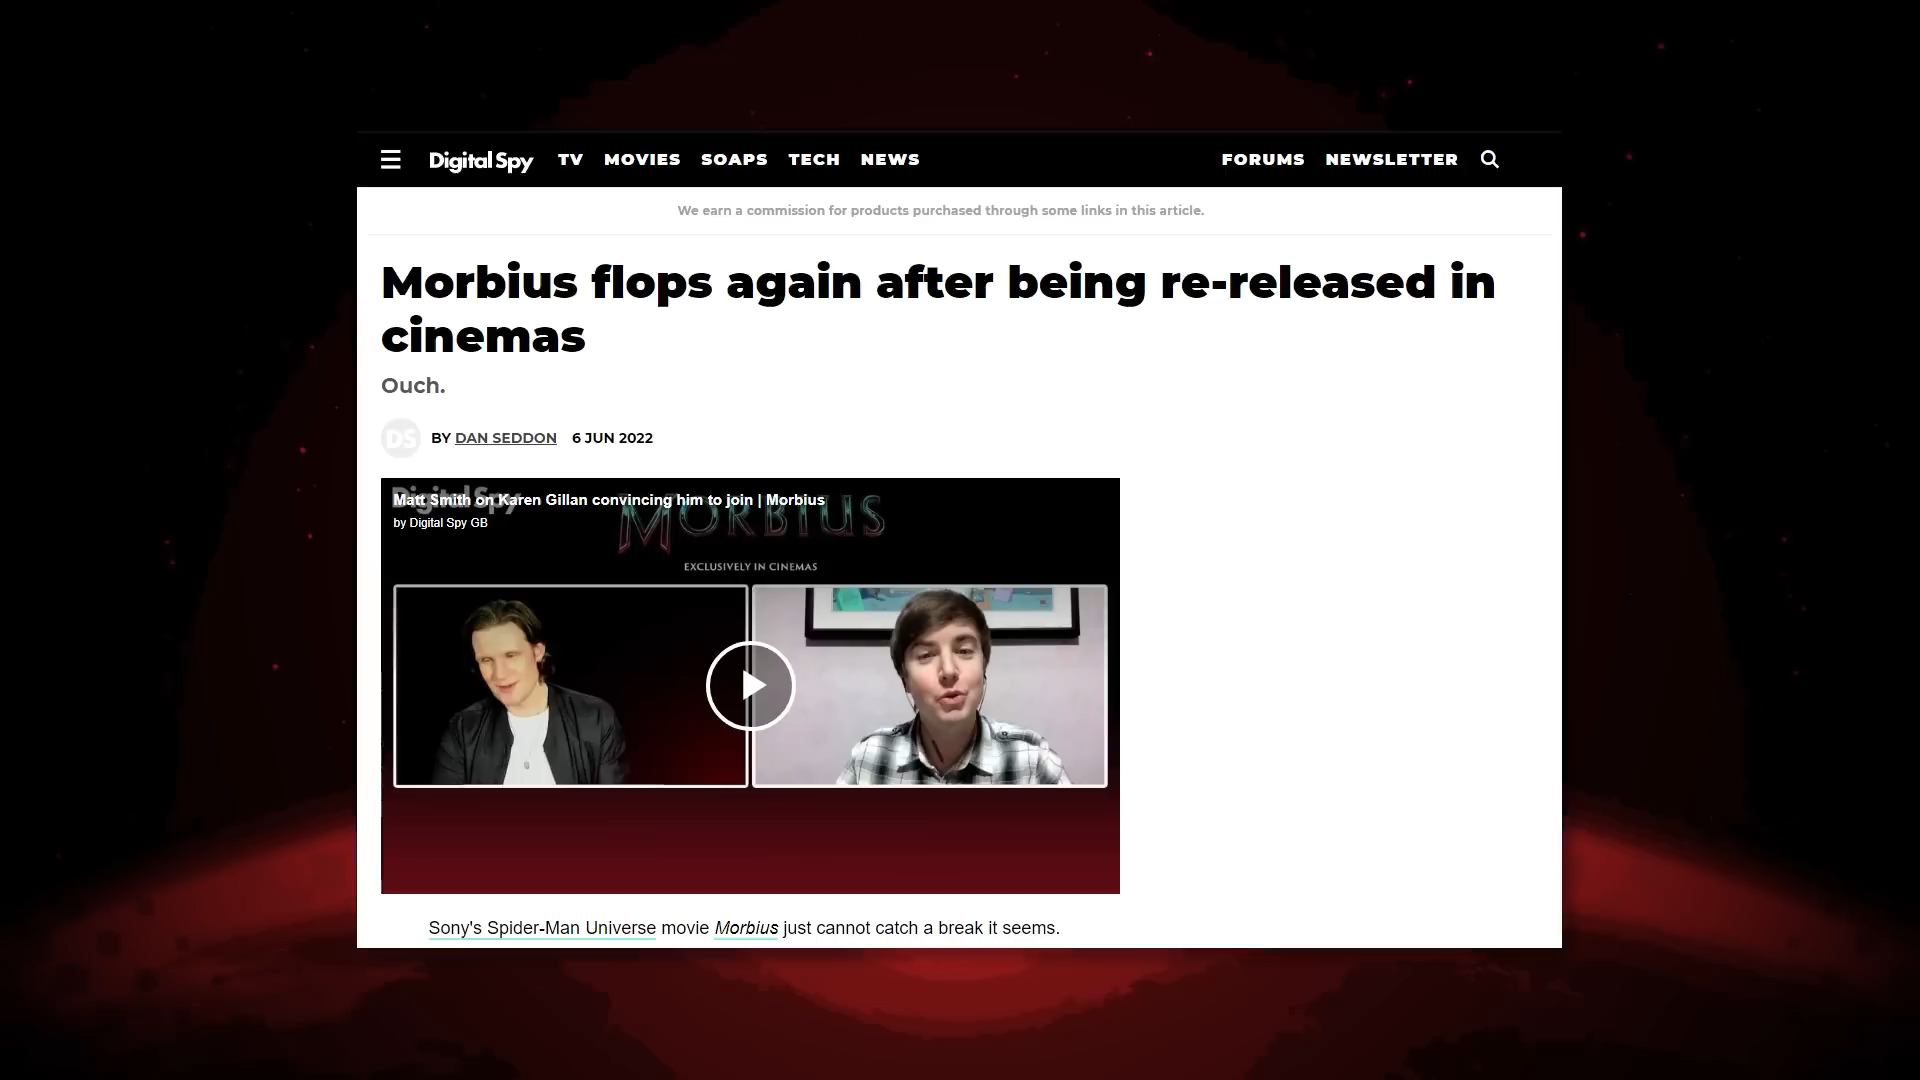 Digital Spy TV MOVIES SOAPS TECH NEWS FORUMS NEWSLETTER
We earn a commission for products purchased through some links in this article.
Morbius flops again after being re-released in
cinemas
Ouch.
DS BY DAN SEDDON 6 JUN 2022
Digital Spy
Matt Smith on Karen Gillan convincing him to join | Morbius
by Digital Spy GB
MORBIUS
EXCLUSIVELY IN CINEMAS
Sony's Spider-Man Universe movie Morbius just cannot catch a break it seems.